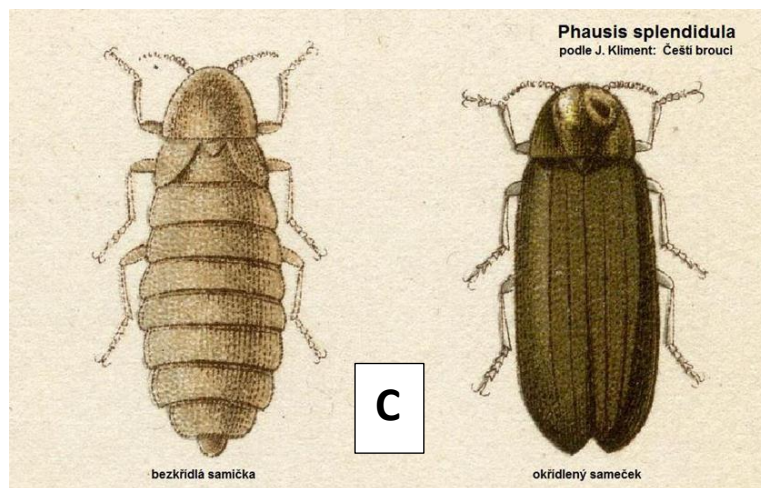 Phausis splendidula
podle J. Kliment: Čeští brouci
C
bezkřídlá samička
okřídlený sameček